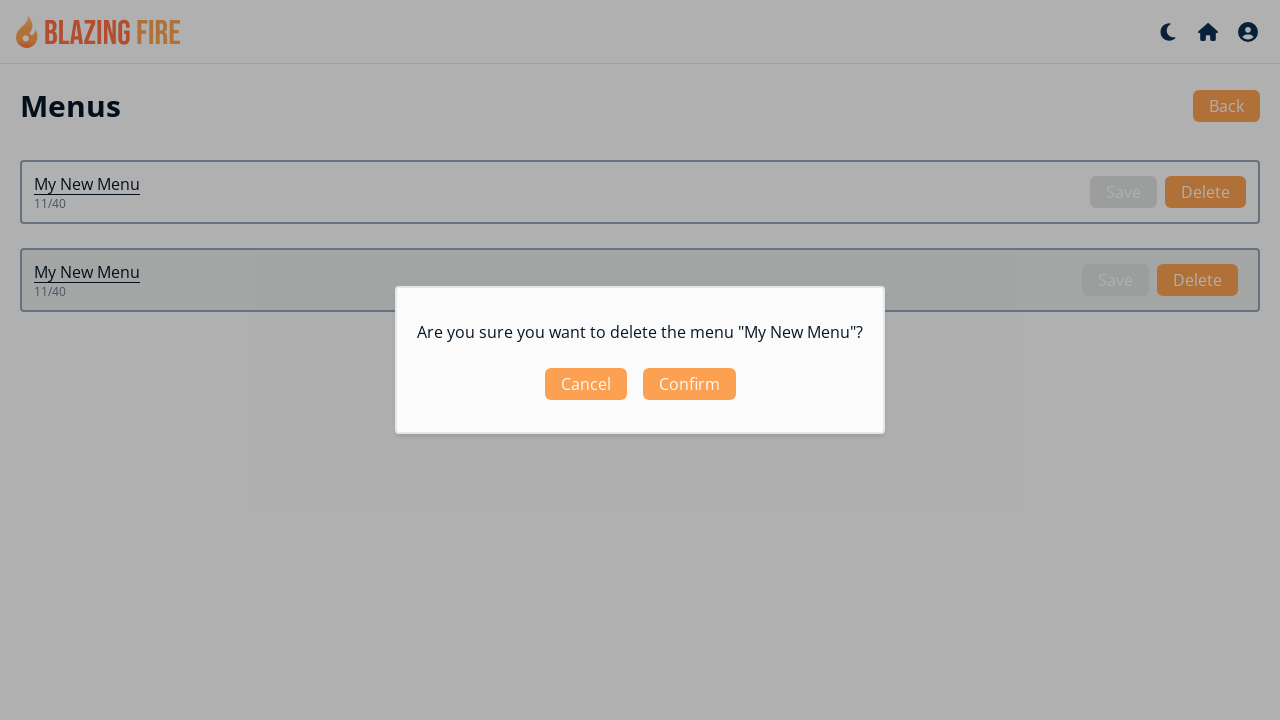 BLAZING FIRE
Menus
Back
My New Menu
11/40
Save
Delete
My New Menu
11/40
Save
Delete
Are you sure you want to delete the menu "My New Menu"?
Cancel
Confirm